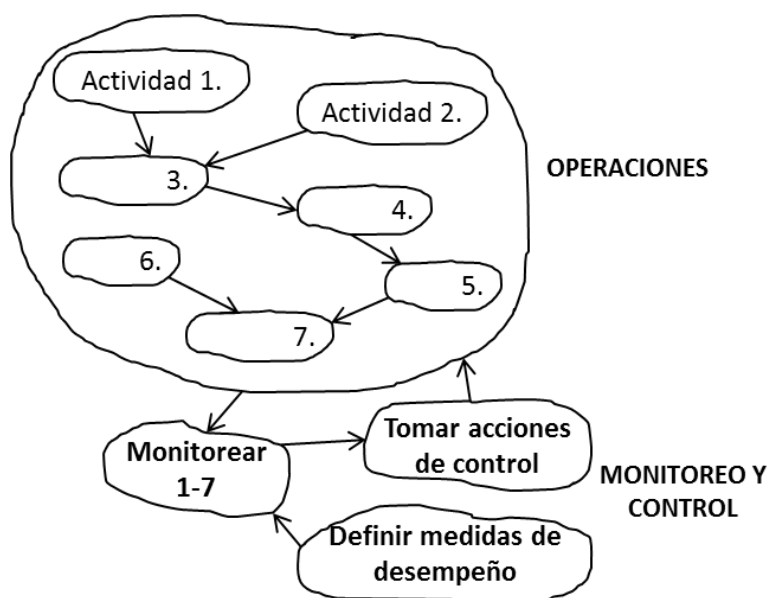 Actividad 1.
Actividad 2.
OPERACIONES
3.
4.
6.
5.
7.
Tomar acciones
de control
Monitorear
1-7
MONITOREO Y
CONTROL
Definir medidas de
desempeño